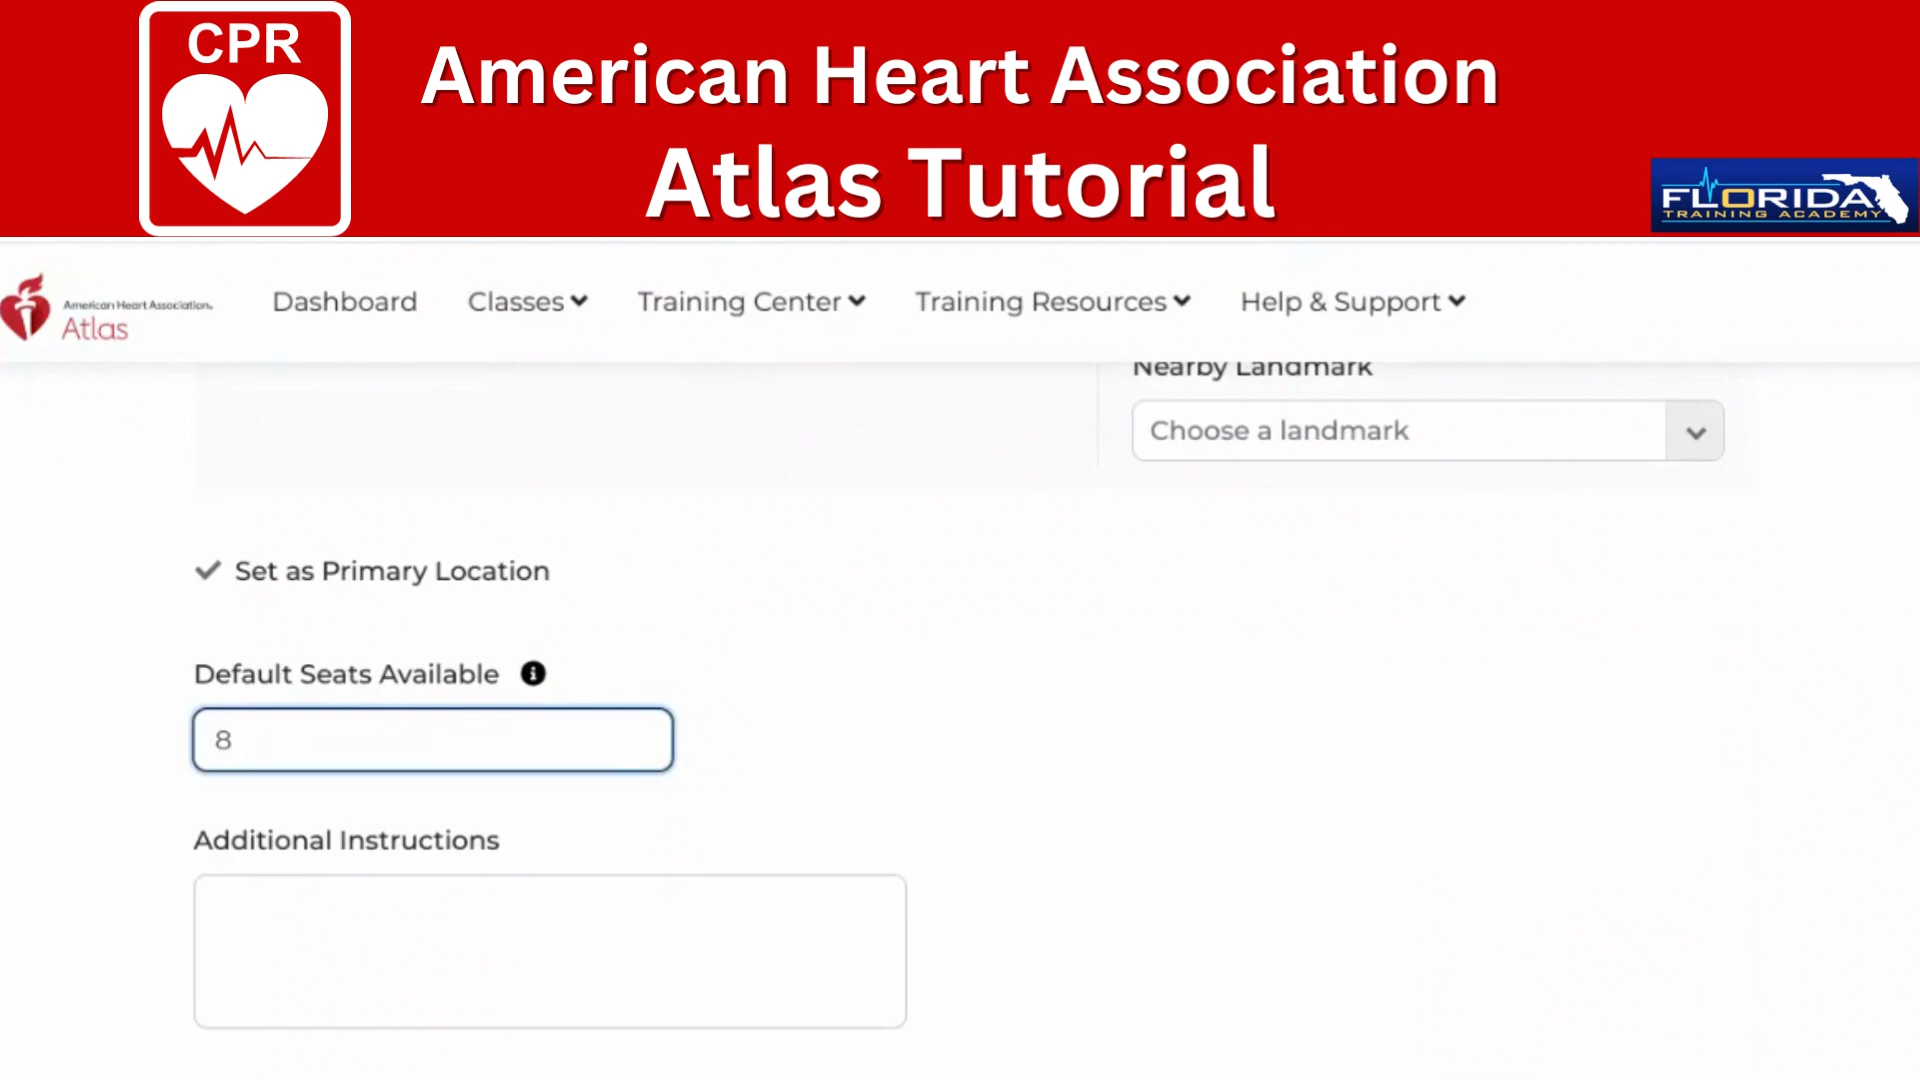 CPR
American Heart Association
Atlas Tutorial
FLORIDA
TRAINING ACADEMY
American Heart Association.
Atlas
Dashboard
Classes
Training Center
Training Resources
Help & Support
Nearby Landmark
Choose a landmark
Set as Primary Location
Default Seats Available
8
Additional Instructions